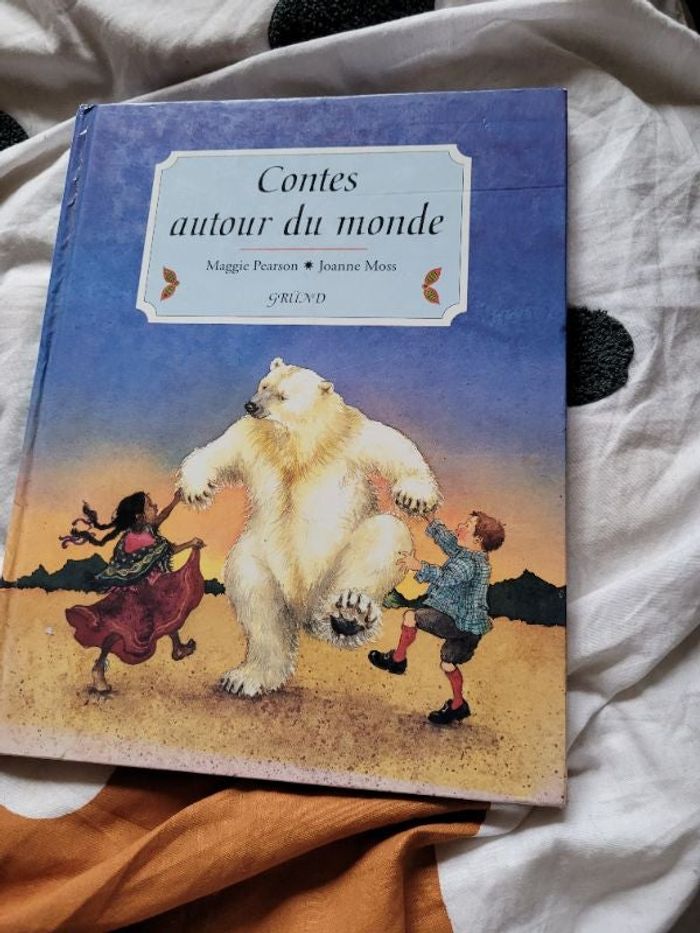 Contes
autour du monde
Maggie Pearson ✷ Joanne Moss
GRÜND